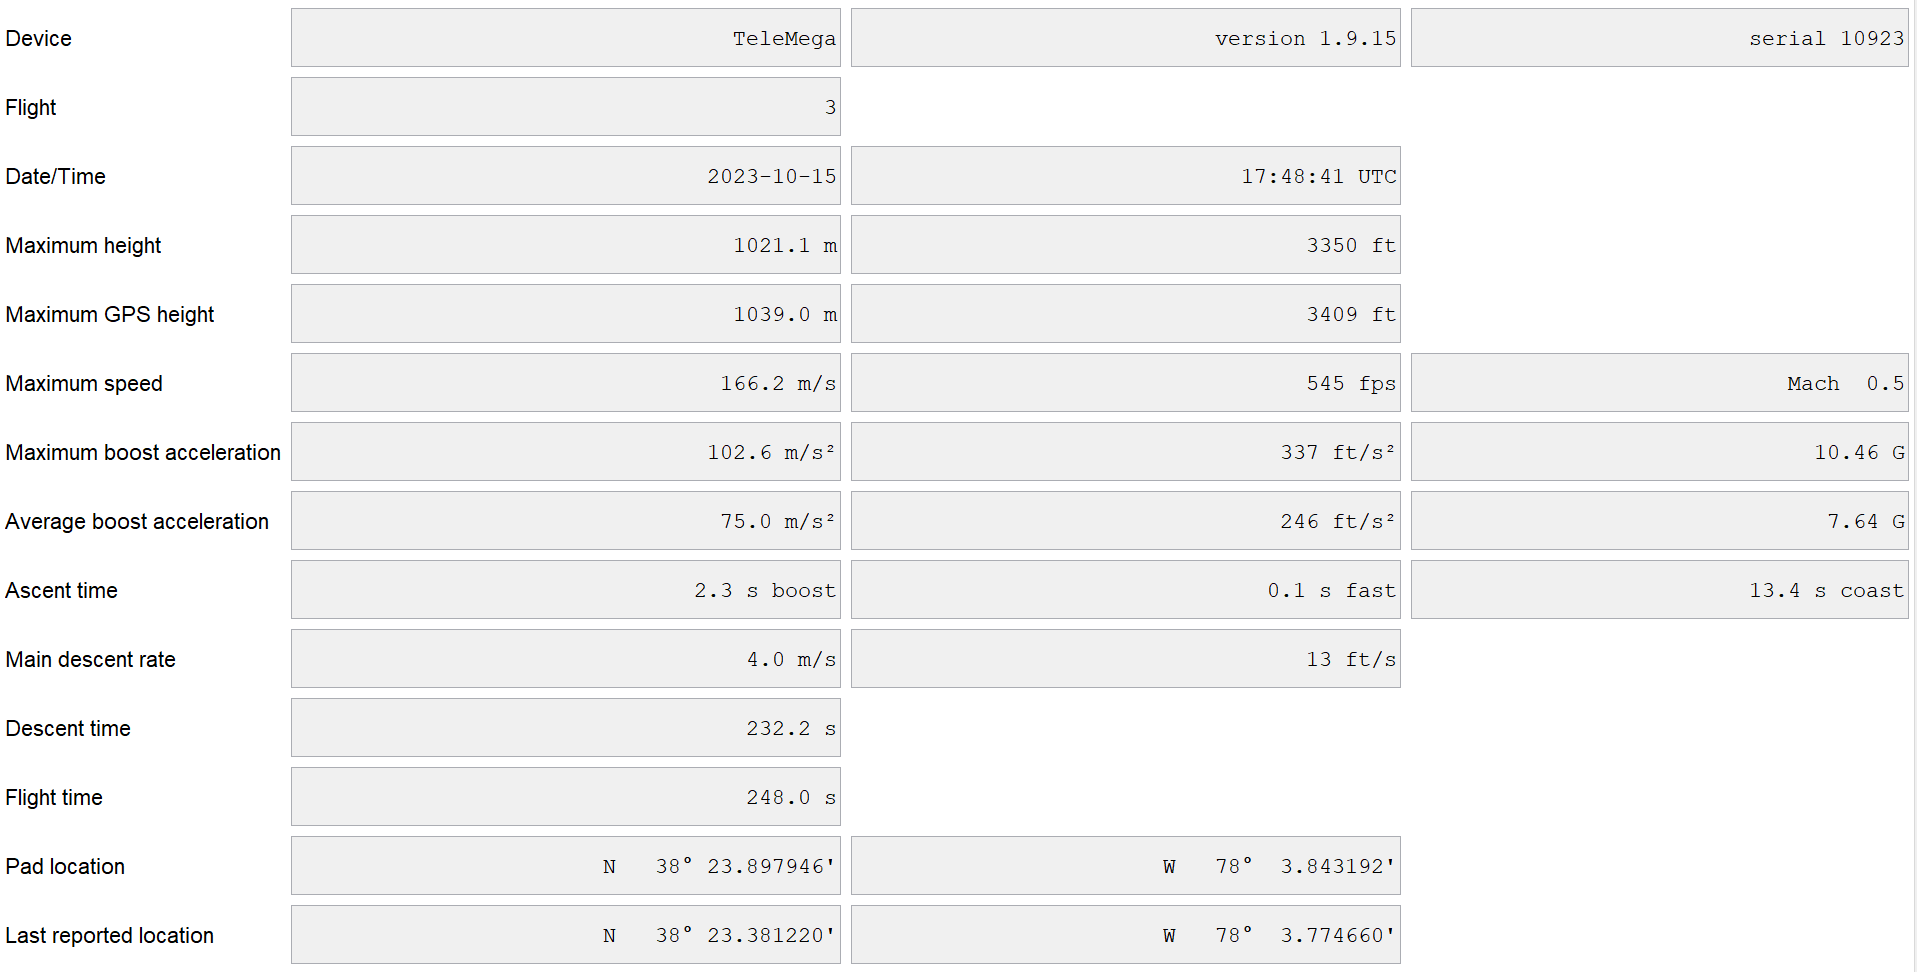 Device TeleMega version 1.9.15 serial 10923
Flight 3
Date/Time 2023-10-15 17:48:41 UTC
Maximum height 1021.1 m 3350 ft
Maximum GPS height 1039.0 m 3409 ft
Maximum speed 166.2 m/s 545 fps Mach 0.5
Maximum boost acceleration 102.6 m/s² 337 ft/s² 10.46 G
Average boost acceleration 75.0 m/s² 246 ft/s² 7.64 G
Ascent time 2.3 s boost 0.1 s fast 13.4 s coast
Main descent rate 4.0 m/s 13 ft/s
Descent time 232.2 s
Flight time 248.0 s
Pad location N 38° 23.897946' W 78° 3.843192'
Last reported location N 38° 23.381220' W 78° 3.774660'